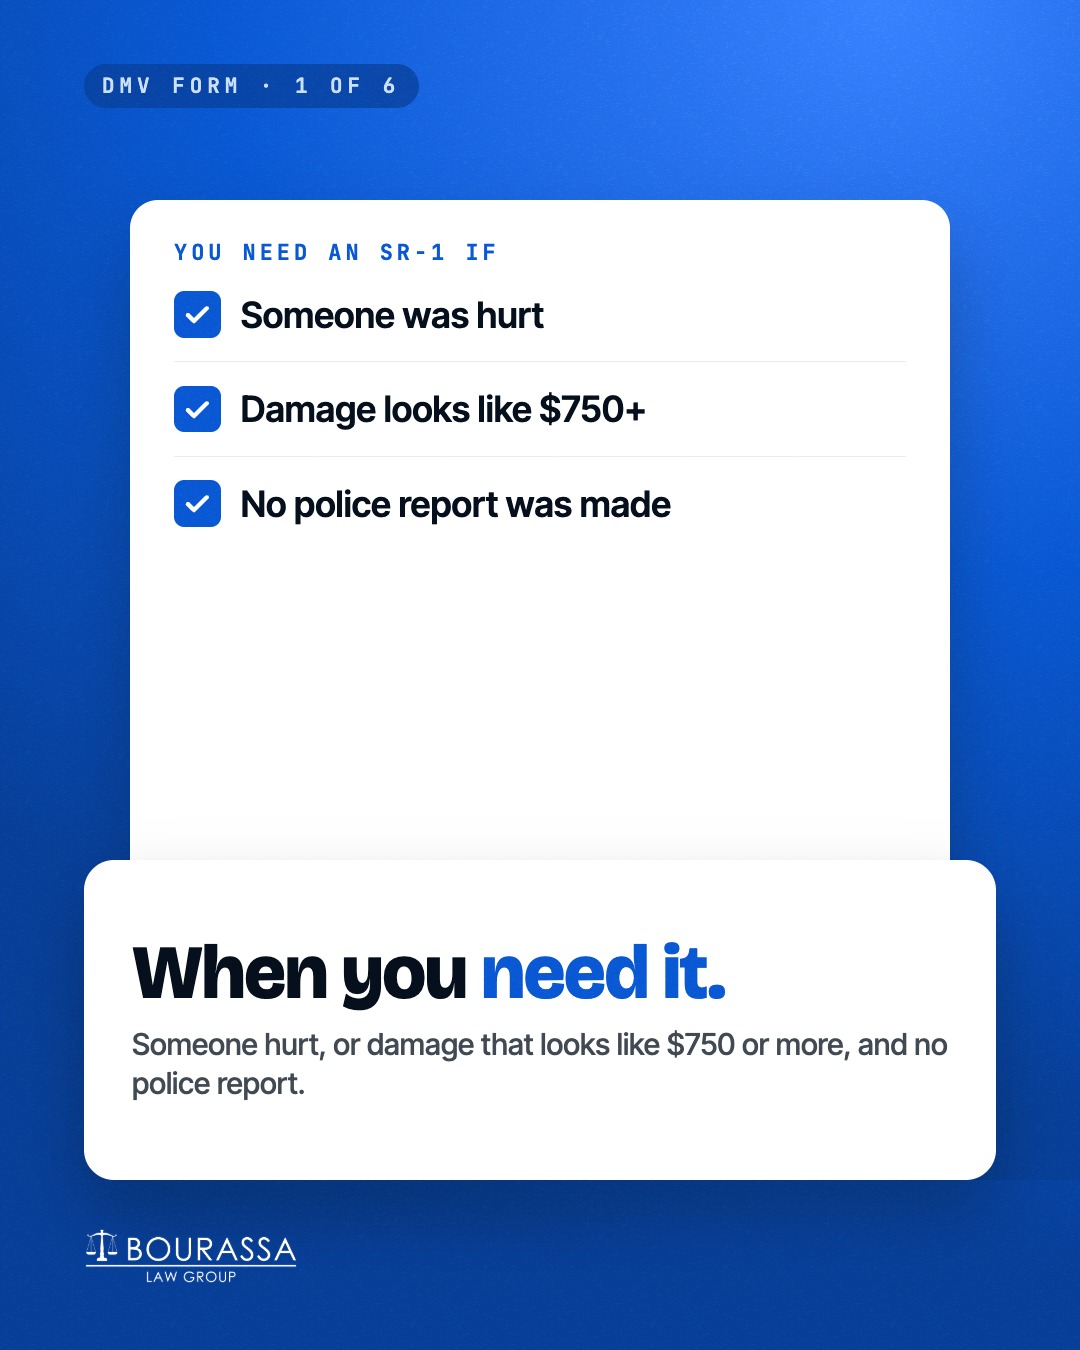 DMV FORM · 1 OF 6
YOU NEED AN SR-1 IF
Someone was hurt
Damage looks like $750+
No police report was made
When you need it.
Someone hurt, or damage that looks like $750 or more, and no
police report.
BOURASSA
LAW GROUP